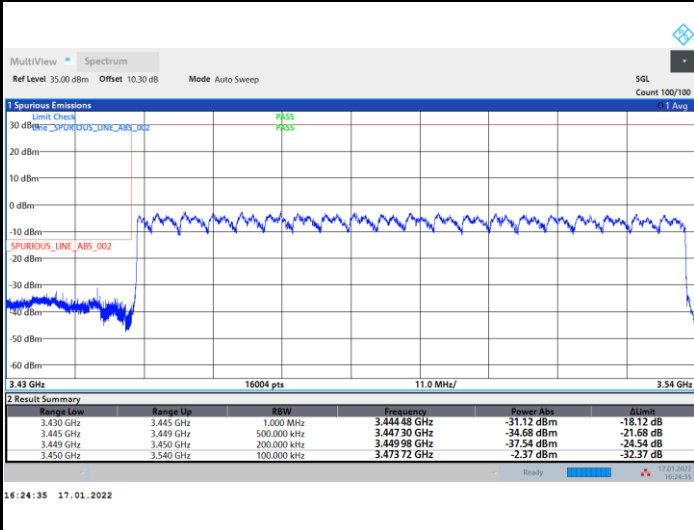 MultiView Spectrum
Ref Level 35.00 dBm Offset 10.30 dB Mode Auto Sweep SGL
Count 100/100
1 Spurious Emissions 1 Avg
Limit Check PASS
30 dBm Line _SPURIOUS_LINE_ABS_002 PASS
20 dBm
10 dBm
0 dBm
-10 dBm
_SPURIOUS_LINE_ABS_002
-20 dBm
-30 dBm
-40 dBm
-50 dBm
-60 dBm
3.43 GHz 16004 pts 11.0 MHz/ 3.54 GHz
2 Result Summary
Range Low Range Up RBW Frequency Power Abs ΔLimit
3.430 GHz 3.445 GHz 1.000 MHz 3.444 48 GHz -31.12 dBm -18.12 dB
3.445 GHz 3.449 GHz 500.000 kHz 3.447 30 GHz -34.68 dBm -21.68 dB
3.449 GHz 3.450 GHz 200.000 kHz 3.449 98 GHz -37.54 dBm -24.54 dB
3.450 GHz 3.540 GHz 100.000 kHz 3.473 72 GHz -2.37 dBm -32.37 dB
Ready 17.01.2022
16:24:35
16:24:35 17.01.2022